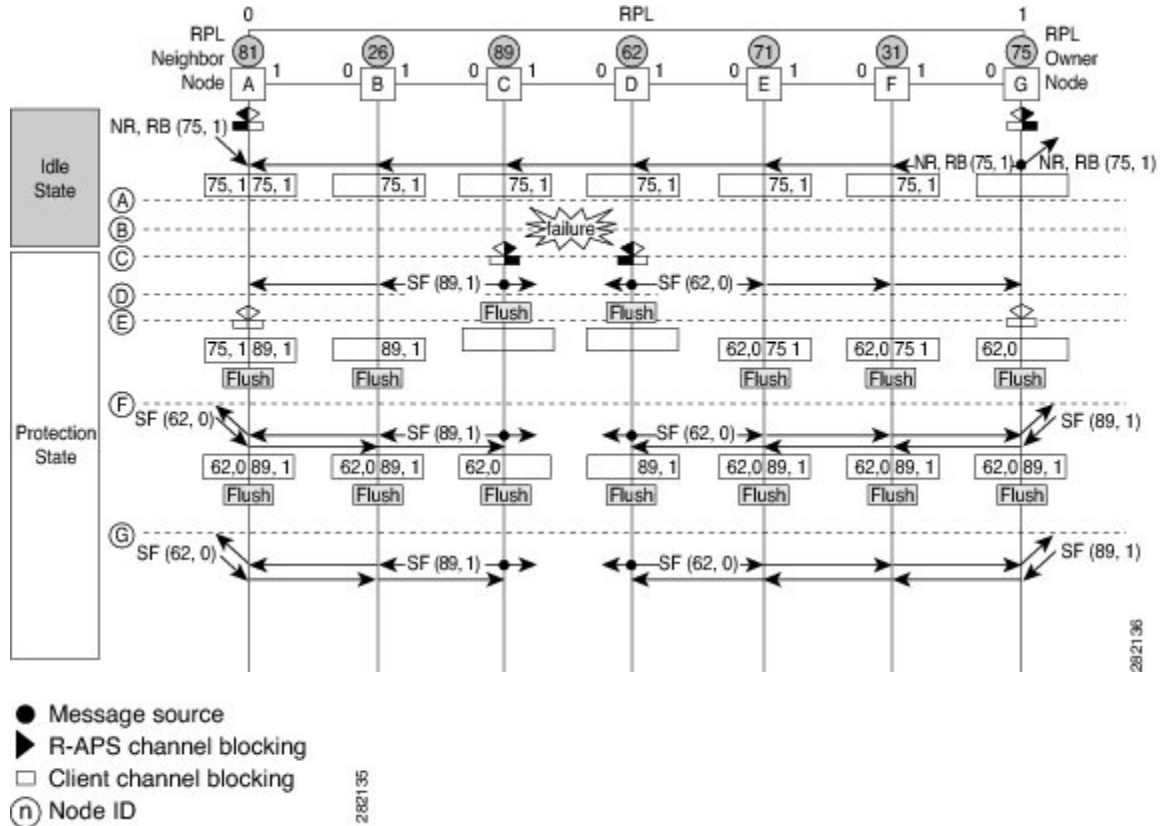 0 RPL 1
RPL Neighbor Node
81 26 89 62 71 31 75
RPL Owner Node
A 1 0 B 1 0 C 1 0 D 1 0 E 1 0 F 1 0 G
Idle State
NR, RB (75, 1)
NR, RB (75, 1) NR, RB (75, 1)
75, 1 75, 1 75, 1 75, 1 75, 1 75, 1 75, 1
A
B
failure
C
Protection State
SF (89, 1) SF (62, 0)
D
Flush Flush
E
75, 1 89, 1 89, 1 62,0 75 1 62,0 75 1 62,0
Flush Flush Flush Flush Flush
F
SF (62, 0) SF (89, 1) SF (62, 0) SF (89, 1)
62,0 89, 1 62,0 89, 1 62,0 89, 1 62,0 89, 1 62,0 89, 1 62,0 89, 1
Flush Flush Flush Flush Flush
G
SF (62, 0) SF (89, 1) SF (62, 0) SF (89, 1)
282136
Message source
R-APS channel blocking
Client channel blocking
n Node ID
282135